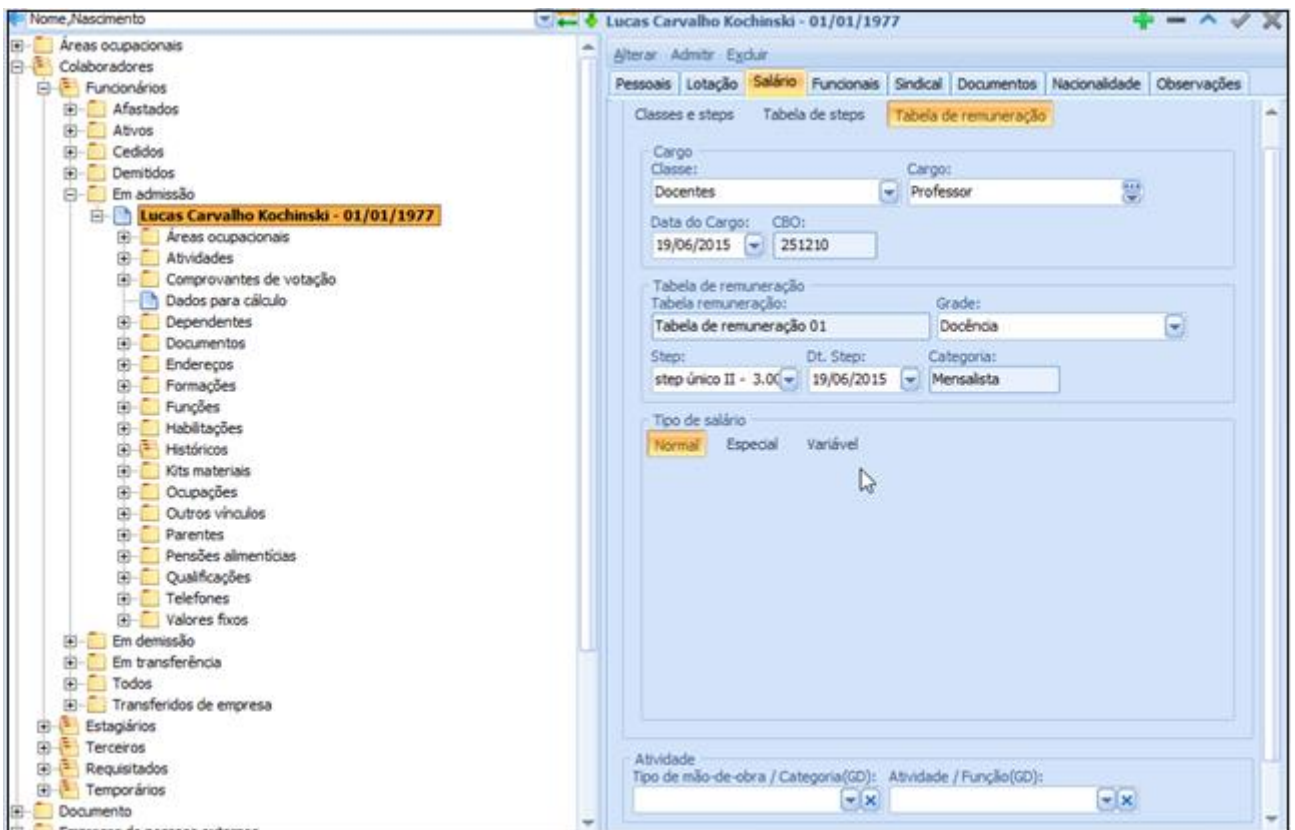 Nome,Nascimento
Áreas ocupacionais
Colaboradores
Funcionários
Afastados
Ativos
Cedidos
Demitidos
Em admissão
Lucas Carvalho Kochinski - 01/01/1977
Áreas ocupacionais
Atividades
Comprovantes de votação
Dados para cálculo
Dependentes
Documentos
Endereços
Formações
Funções
Habilitações
Históricos
Kits materiais
Ocupações
Outros vínculos
Parentes
Pensões alimentícias
Qualificações
Telefones
Valores fixos
Em demissão
Em transferência
Todos
Transferidos de empresa
Estagiários
Terceiros
Requisitados
Temporários
Documento
Lucas Carvalho Kochinski - 01/01/1977
Alterar Admitir Excluir
Pessoais Lotação Salário Funcionais Sindical Documentos Nacionalidade Observações
Classes e steps Tabela de steps Tabela de remuneração
Cargo
Classe: Cargo:
Docentes Professor
Data do Cargo: CBO:
19/06/2015 251210
Tabela de remuneração
Tabela remuneração: Grade:
Tabela de remuneração 01 Docência
Step: Dt. Step: Categoria:
step único II - 3.00 19/06/2015 Mensalista
Tipo de salário
Normal Especial Variável
Atividade
Tipo de mão-de-obra / Categoria(GD): Atividade / Função(GD):